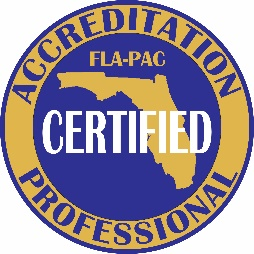 ACCREDITATION
FLA-PAC
CERTIFIED
PROFESSIONAL